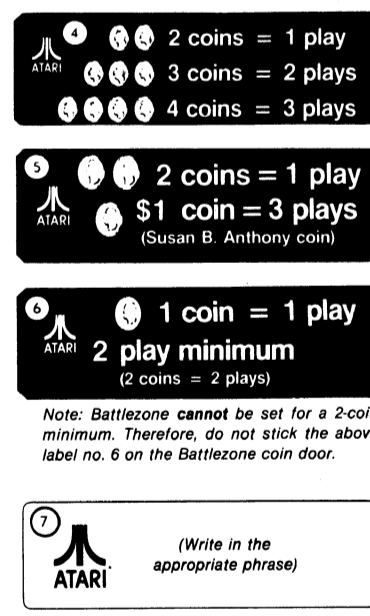 4
2 coins = 1 play
ATARI
3 coins = 2 plays
4 coins = 3 plays
5
2 coins = 1 play
ATARI
$1 coin = 3 plays
(Susan B. Anthony coin)
6
1 coin = 1 play
ATARI
2 play minimum
(2 coins = 2 plays)
Note: Battlezone cannot be set for a 2-coi
minimum. Therefore, do not stick the abov
label no. 6 on the Battlezone coin door.
7
ATARI
(Write in the
appropriate phrase)